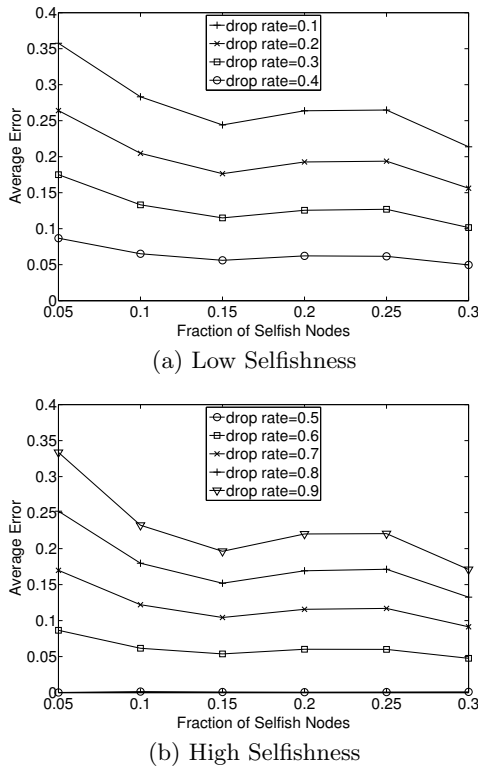 0.4
0.35
0.3
0.25
0.2
0.15
0.1
0.05
0
Average Error
drop rate=0.1
drop rate=0.2
drop rate=0.3
drop rate=0.4
0.05 0.1 0.15 0.2 0.25 0.3
Fraction of Selfish Nodes
(a) Low Selfishness
0.4
0.35
0.3
0.25
0.2
0.15
0.1
0.05
0
Average Error
drop rate=0.5
drop rate=0.6
drop rate=0.7
drop rate=0.8
drop rate=0.9
0.05 0.1 0.15 0.2 0.25 0.3
Fraction of Selfish Nodes
(b) High Selfishness